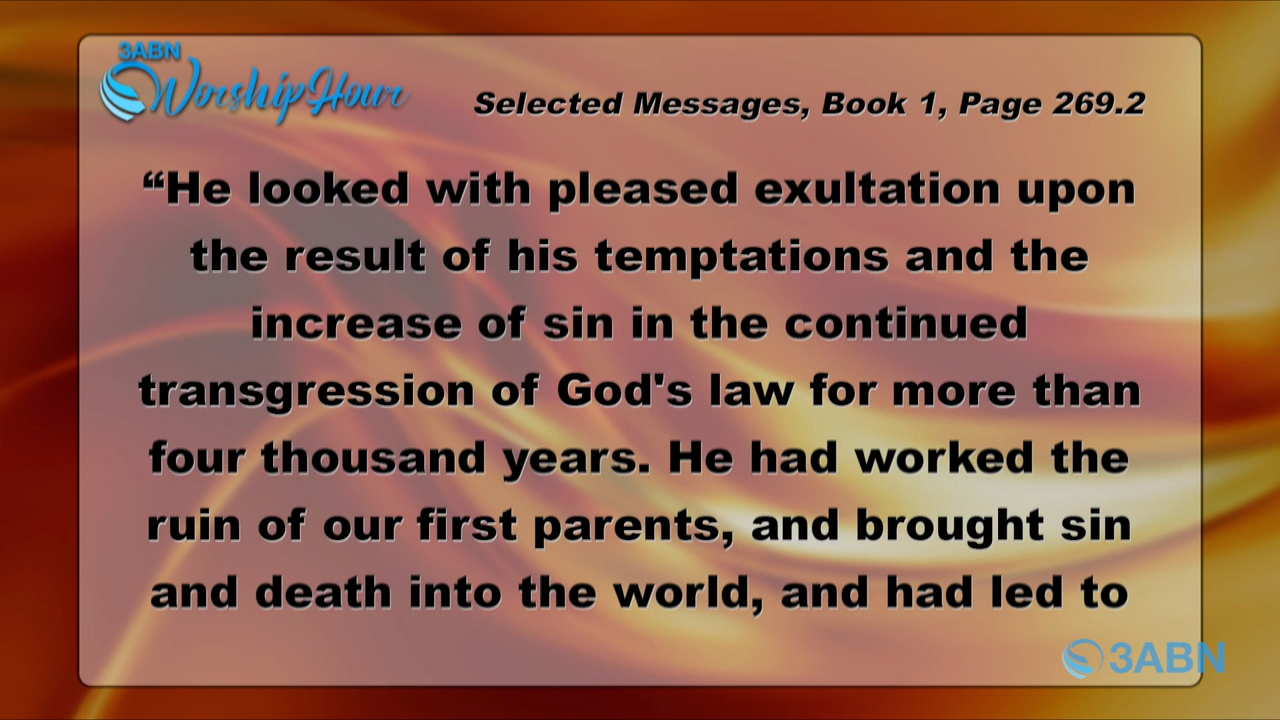 3ABN
Worship Hour
Selected Messages, Book 1, Page 269.2
“He looked with pleased exultation upon
the result of his temptations and the
increase of sin in the continued
transgression of God's law for more than
four thousand years. He had worked the
ruin of our first parents, and brought sin
and death into the world, and had led to
3ABN